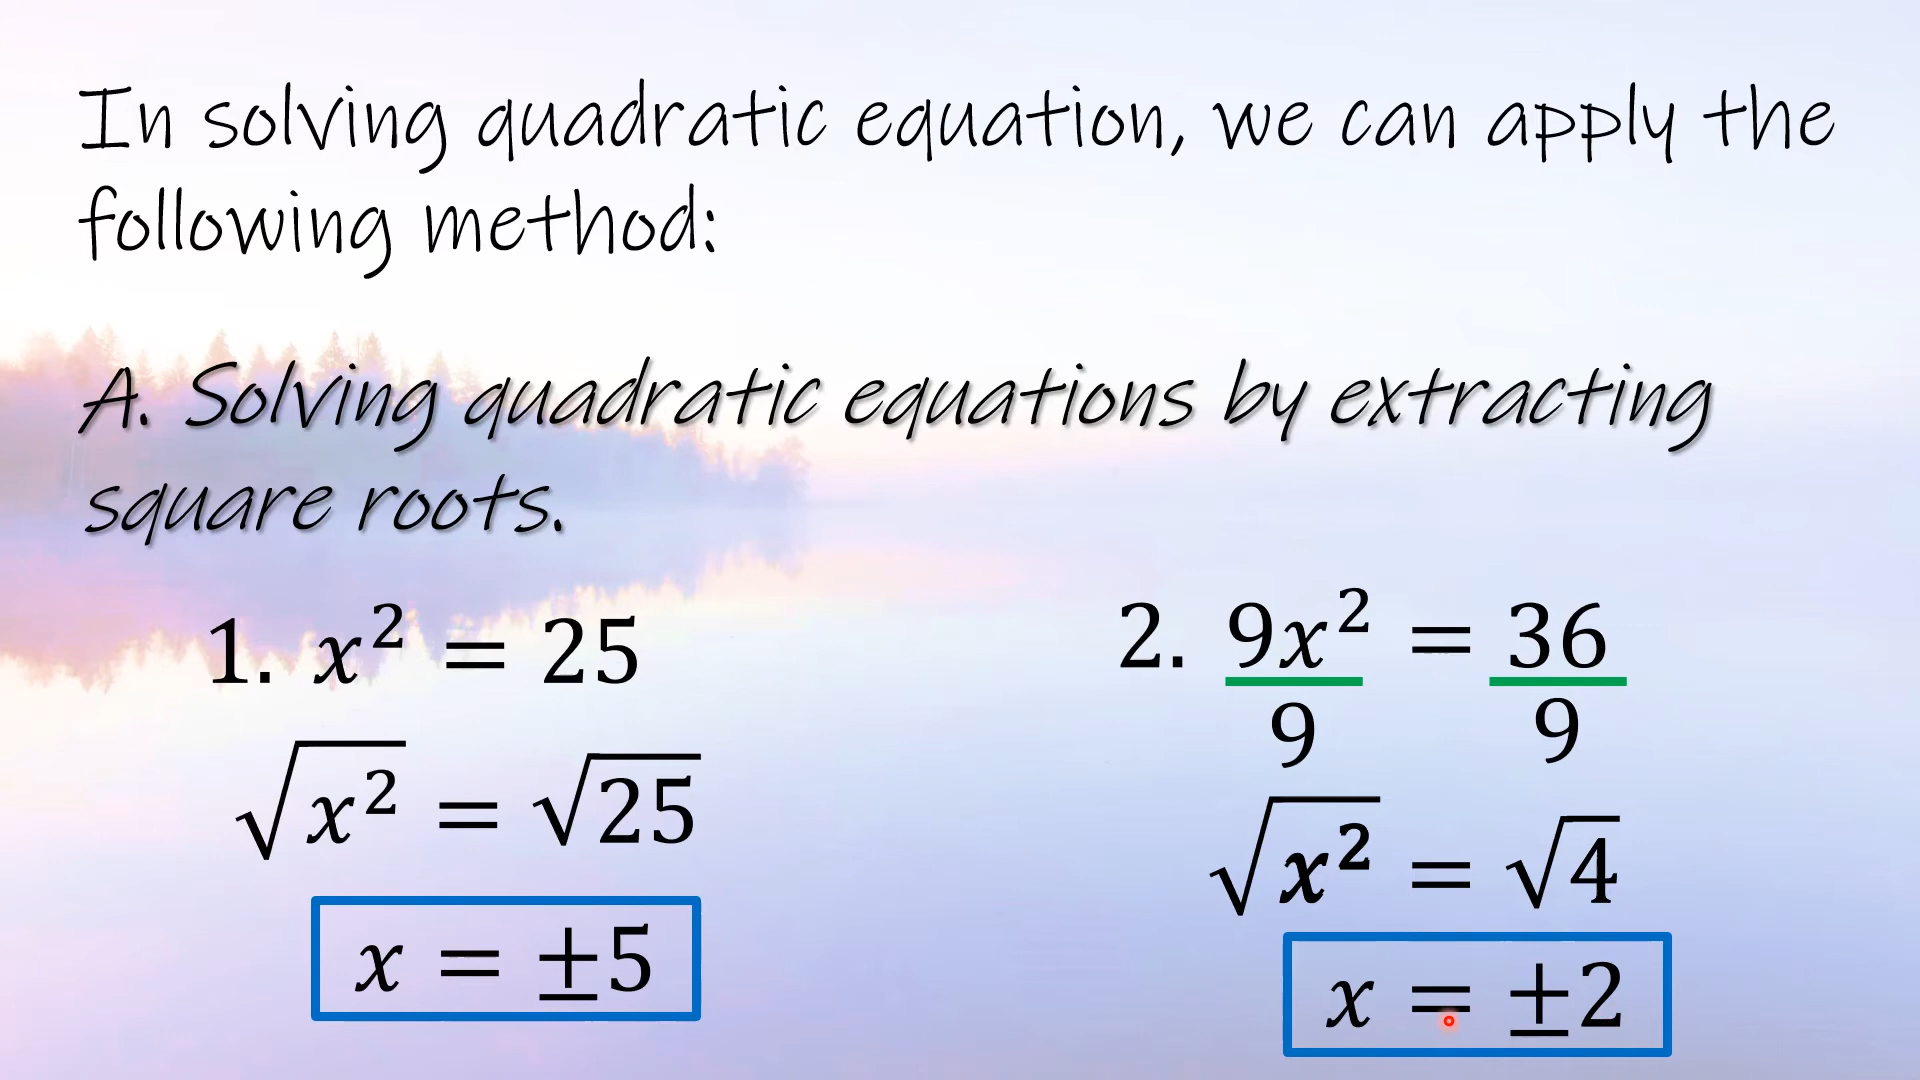 In solving quadratic equation, we can apply the
following method:
A. Solving quadratic equations by extracting
square roots.
1. x² = 25
√x² = √25
x = ±5
2. 9x² = 36
9 9
√x² = √4
x = ±2